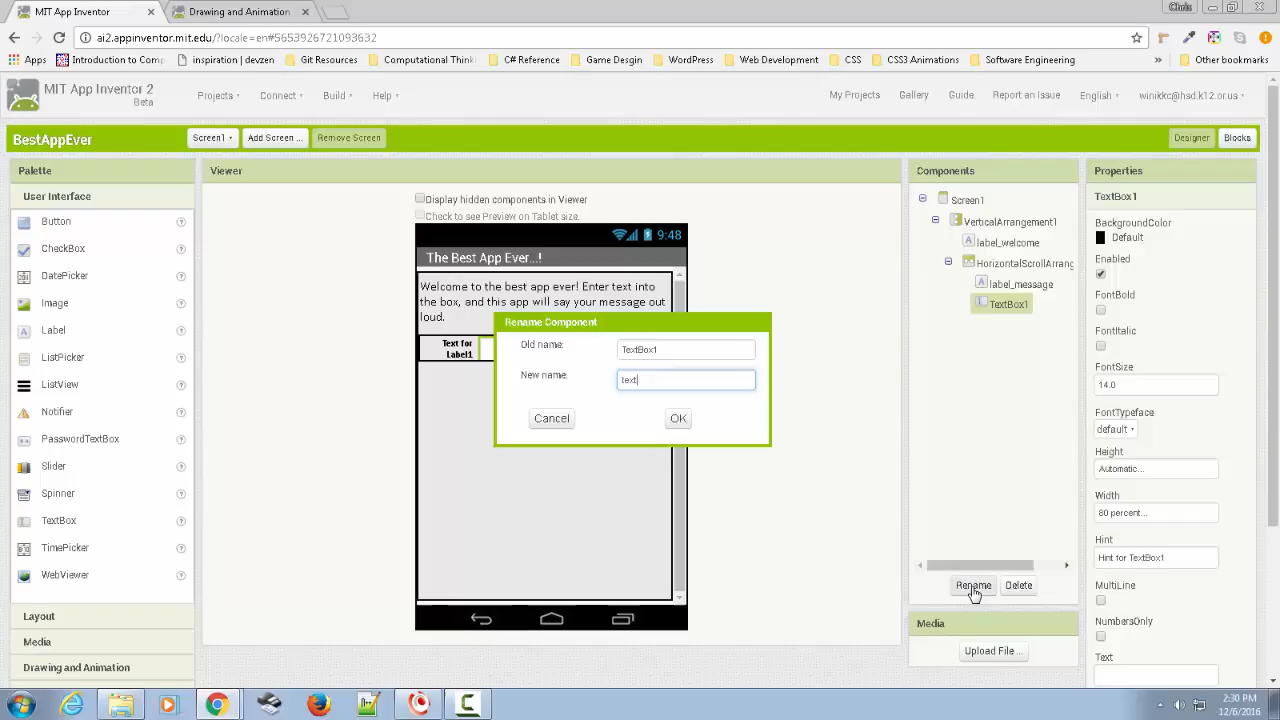 MIT App Inventor
Drawing and Animation
Chris
ai2.appinventor.mit.edu/?locale=en#5653926721093632
Apps
Introduction to Comp
inspiration | devzen
Git Resources
Computational Thinki
C# Reference
Game Desgin
WordPress
Web Development
CSS
CSS3 Animations
Software Engineering
»
Other bookmarks
MIT App Inventor 2
Beta
Projects
Connect
Build
Help
My Projects
Gallery
Guide
Report an Issue
English
winikkc@hsd.k12.or.us
BestAppEver
Screen1
Add Screen ...
Remove Screen
Designer
Blocks
Palette
User Interface
Button
CheckBox
DatePicker
Image
Label
ListPicker
ListView
Notifier
PasswordTextBox
Slider
Spinner
TextBox
TimePicker
WebViewer
Layout
Media
Drawing and Animation
Viewer
Display hidden components in Viewer
Check to see Preview on Tablet size.
9:48
The Best App Ever...!
Welcome to the best app ever! Enter text into
the box, and this app will say your message out
loud.
Text for
Label1
Rename Component
Old name:
TextBox1
New name:
text
Cancel
OK
Components
Screen1
VerticalArrangement1
label_welcome
HorizontalScrollArrang
label_message
TextBox1
Rename
Delete
Media
Upload File ...
Properties
TextBox1
BackgroundColor
Default
Enabled
FontBold
FontItalic
FontSize
14.0
FontTypeface
default
Height
Automatic...
Width
80 percent...
Hint
Hint for TextBox1
MultiLine
NumbersOnly
Text
2:30 PM
12/6/2016